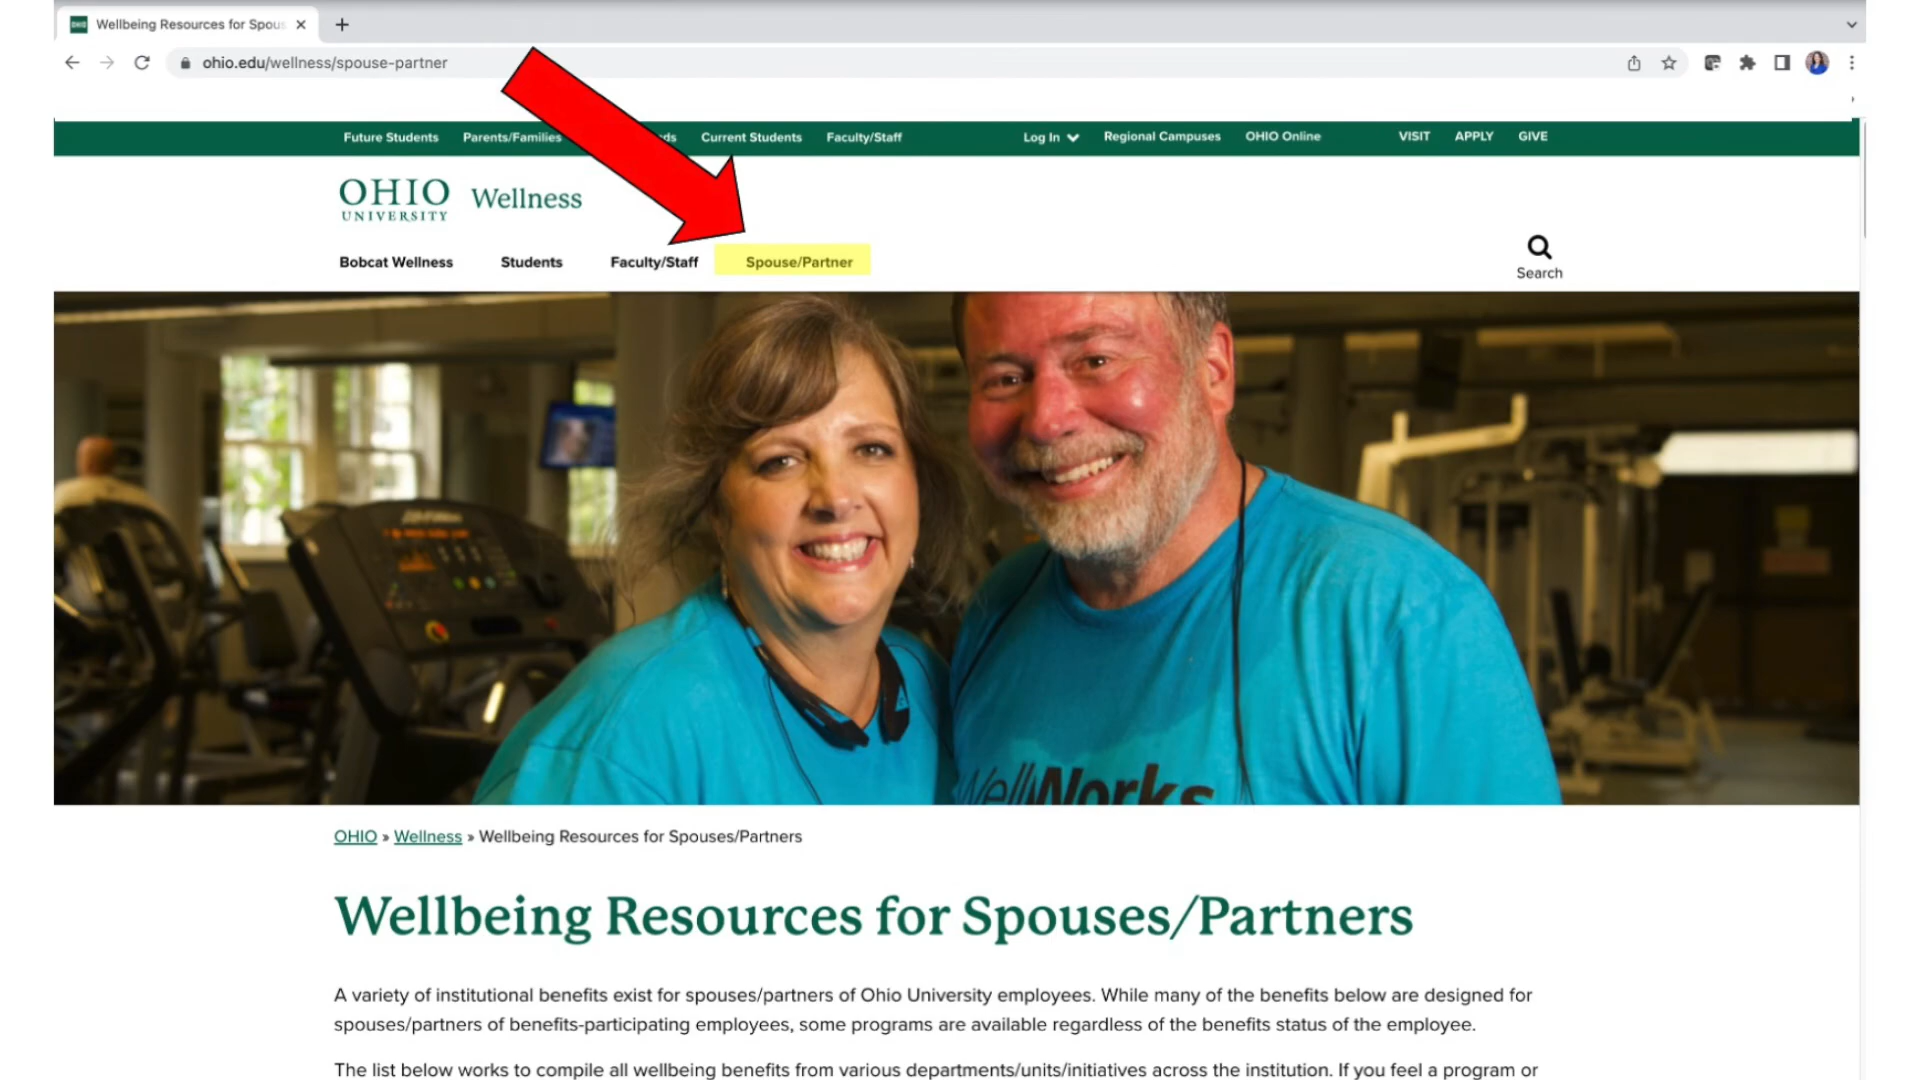 Wellbeing Resources for Spous
ohio.edu/wellness/spouse-partner
Future Students Parents/Families Current Students Faculty/Staff Log In Regional Campuses OHIO Online VISIT APPLY GIVE
OHIO UNIVERSITY Wellness
Bobcat Wellness Students Faculty/Staff Spouse/Partner Search
WellWorks
OHIO » Wellness » Wellbeing Resources for Spouses/Partners
Wellbeing Resources for Spouses/Partners
A variety of institutional benefits exist for spouses/partners of Ohio University employees. While many of the benefits below are designed for
spouses/partners of benefits-participating employees, some programs are available regardless of the benefits status of the employee.
The list below works to compile all wellbeing benefits from various departments/units/initiatives across the institution. If you feel a program or